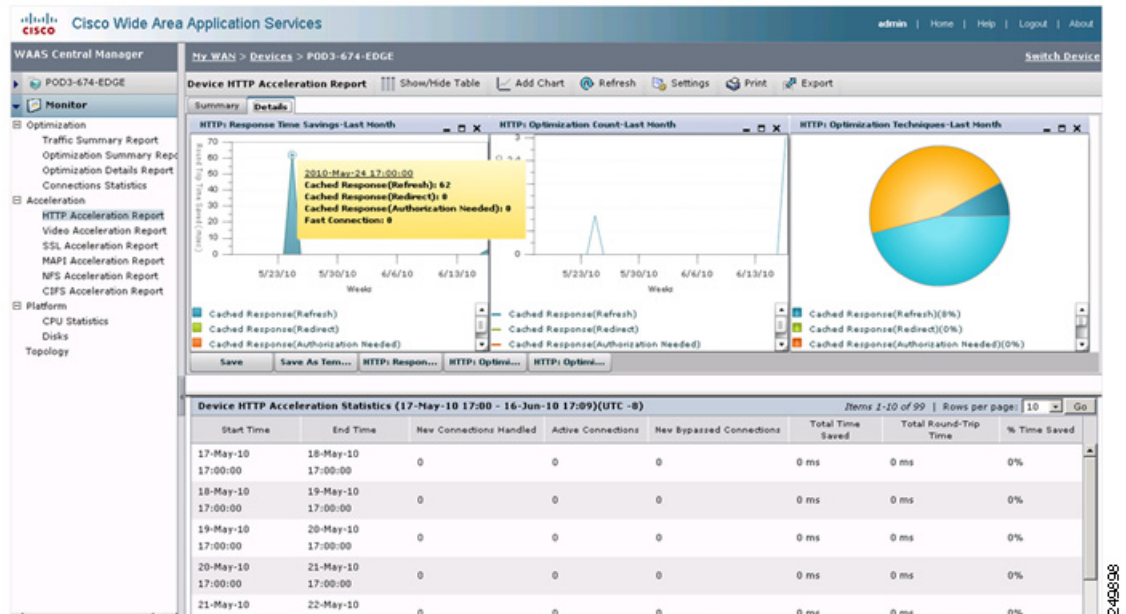 CISCO Cisco Wide Area Application Services
admin | Home | Help | Logout | About
WAAS Central Manager
My WAN > Devices > POD3-674-EDGE
Switch Device
POD3-674-EDGE
Monitor
Optimization
Traffic Summary Report
Optimization Summary Repo
Optimization Details Report
Connections Statistics
Acceleration
HTTP Acceleration Report
Video Acceleration Report
SSL Acceleration Report
MAPI Acceleration Report
NFS Acceleration Report
CIFS Acceleration Report
Platform
CPU Statistics
Disks
Topology
Device HTTP Acceleration Report Show/Hide Table Add Chart Refresh Settings Print Export
Summary Details
HTTP: Response Time Savings-Last Month
Round Trip Time Saved(msec)
70
60
50
40
30
20
10
0
2010-May-24 17:00:00
Cached Response(Refresh): 62
Cached Response(Redirect): 0
Cached Response(Authorization Needed): 0
Fast Connection: 0
5/23/10 5/30/10 6/6/10 6/13/10
Weeks
Cached Response(Refresh)
Cached Response(Redirect)
Cached Response(Authorization Needed)
HTTP: Optimization Count-Last Month
3
0
5/23/10 5/30/10 6/6/10 6/13/10
Weeks
Cached Response(Refresh)
Cached Response(Redirect)
Cached Response(Authorization Needed)
HTTP: Optimization Techniques-Last Month
Cached Response(Refresh)(8%)
Cached Response(Redirect)(0%)
Cached Response(Authorization Needed)(0%)
Save Save As Tem... HTTP: Respon... HTTP: Optimi... HTTP: Optimi...
Device HTTP Acceleration Statistics (17-May-10 17:00 - 16-Jun-10 17:09)(UTC -8)
Items 1-10 of 99 | Rows per page: 10 Go
Start Time End Time New Connections Handled Active Connections New Bypassed Connections Total Time Saved Total Round-Trip Time % Time Saved
17-May-10 17:00:00 18-May-10 17:00:00 0 0 0 0 ms 0 ms 0%
18-May-10 17:00:00 19-May-10 17:00:00 0 0 0 0 ms 0 ms 0%
19-May-10 17:00:00 20-May-10 17:00:00 0 0 0 0 ms 0 ms 0%
20-May-10 17:00:00 21-May-10 17:00:00 0 0 0 0 ms 0 ms 0%
21-May-10 22-May-10 0 0 0 0 ms 0 ms 0%
249898